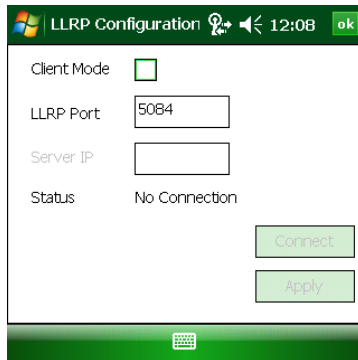 LLRP Configuration 12:08 ok
Client Mode
LLRP Port 5084
Server IP
Status No Connection
Connect
Apply